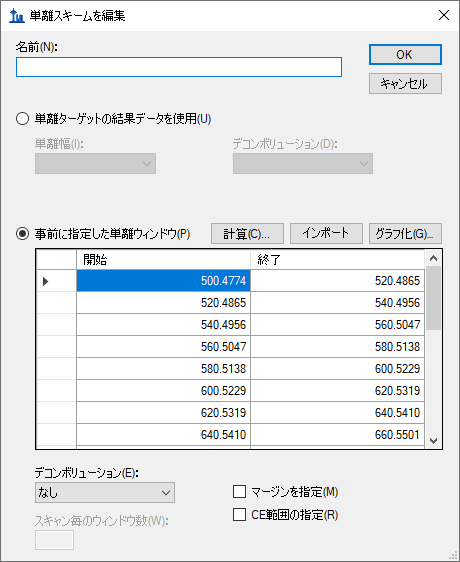 単離スキームを編集
名前(N):
OK
キャンセル
単離ターゲットの結果データを使用(U)
単離幅(I):
デコンボリューション(D):
事前に指定した単離ウィンドウ(P)
計算(C)...
インポート
グラフ化(G)...
開始 終了
500.4774 520.4865
520.4865 540.4956
540.4956 560.5047
560.5047 580.5138
580.5138 600.5229
600.5229 620.5319
620.5319 640.5410
640.5410 660.5501
デコンボリューション(E):
なし
マージンを指定(M)
スキャン毎のウィンドウ数(W):
CE範囲の指定(R)